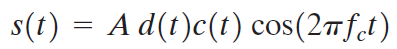 s(t) = A d(t)c(t) cos(2πf_ct)